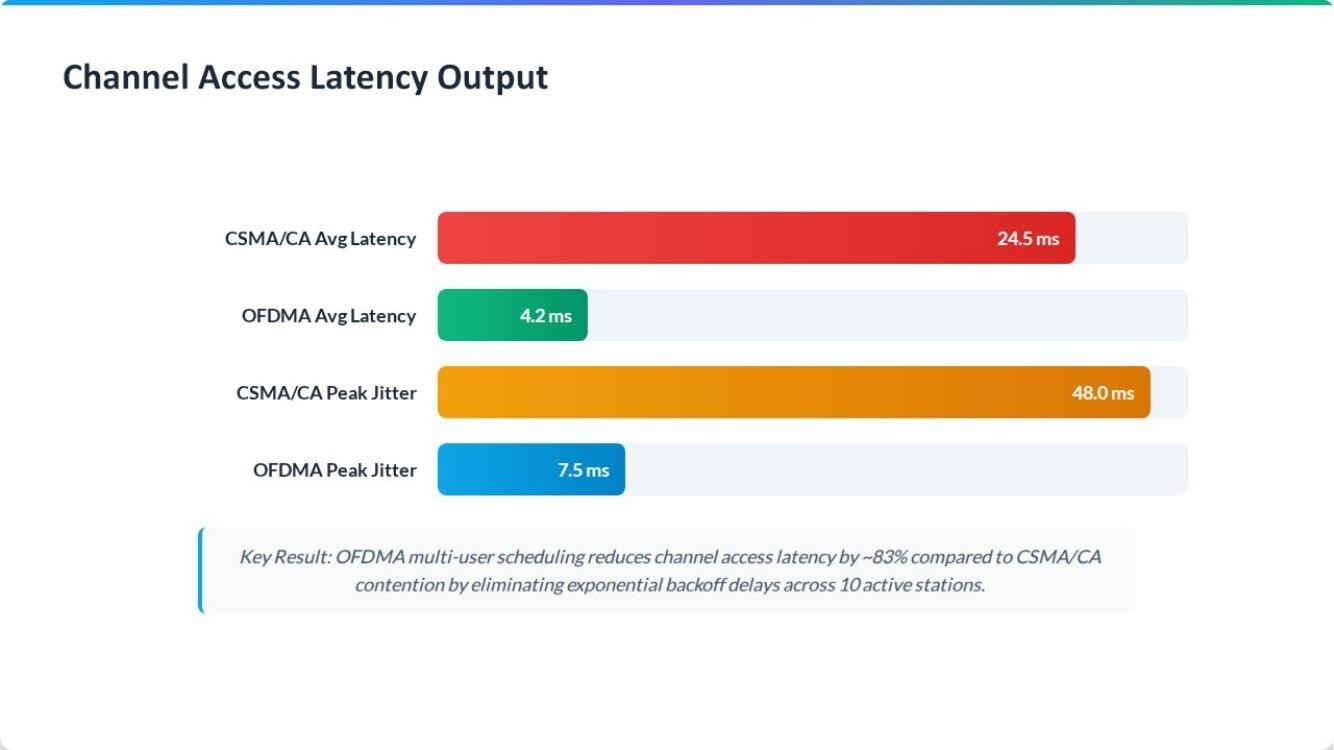 Channel Access Latency Output
CSMA/CA Avg Latency
24.5 ms
OFDMA Avg Latency
4.2 ms
CSMA/CA Peak Jitter
48.0 ms
OFDMA Peak Jitter
7.5 ms
Key Result: OFDMA multi-user scheduling reduces channel access latency by ~83% compared to CSMA/CA
contention by eliminating exponential backoff delays across 10 active stations.